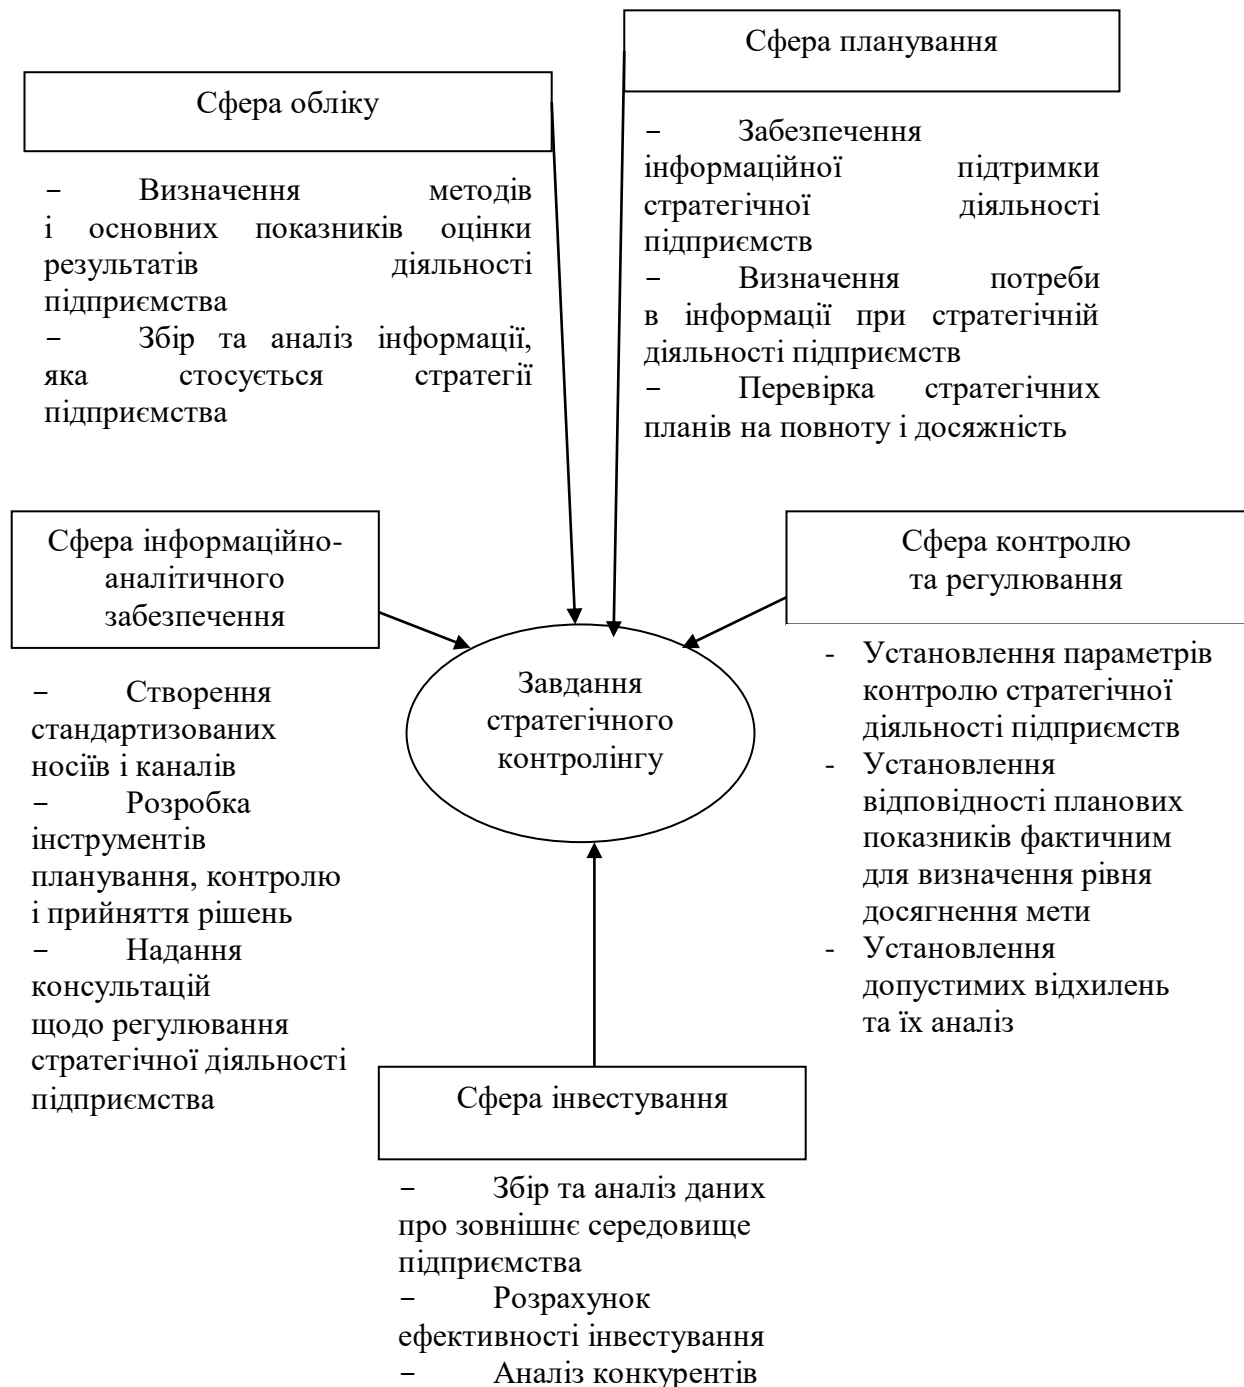 Сфера планування
Сфера обліку
− Забезпечення
інформаційної підтримки
стратегічної діяльності
підприємств
− Визначення потреби
в інформації при стратегічній
діяльності підприємств
− Перевірка стратегічних
планів на повноту і досяжність
− Визначення методів
і основних показників оцінки
результатів діяльності
підприємства
− Збір та аналіз інформації,
яка стосується стратегії
підприємства
Сфера інформаційно-
аналітичного
забезпечення
Сфера контролю
та регулювання
Завдання
стратегічного
контролінгу
− Створення
стандартизованих
носіїв і каналів
− Розробка
інструментів
планування, контролю
і прийняття рішень
− Надання
консультацій
щодо регулювання
стратегічної діяльності
підприємства
- Установлення параметрів
контролю стратегічної
діяльності підприємств
- Установлення
відповідності планових
показників фактичним
для визначення рівня
досягнення мети
- Установлення
допустимих відхилень
та їх аналіз
Сфера інвестування
− Збір та аналіз даних
про зовнішнє середовище
підприємства
− Розрахунок
ефективності інвестування
− Аналіз конкурентів